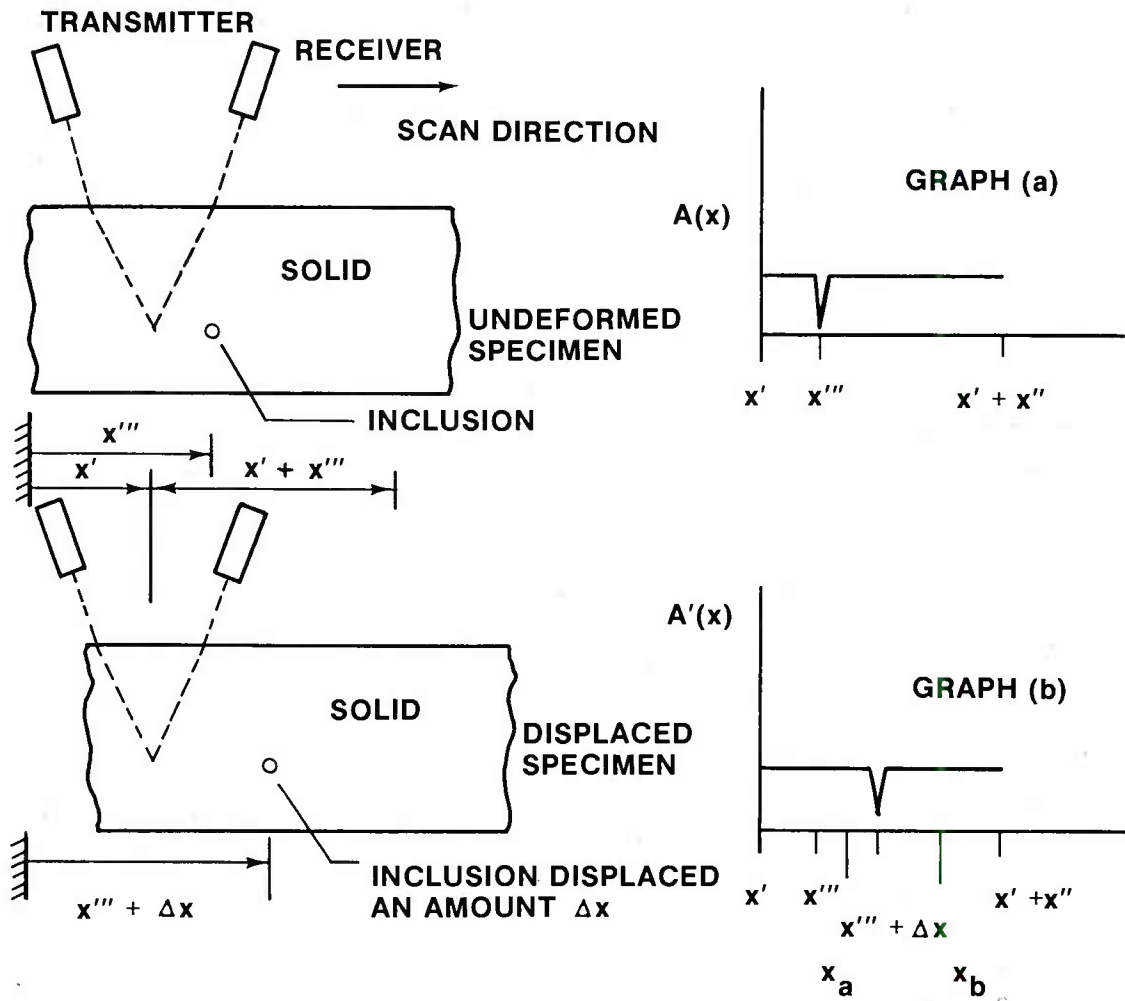 TRANSMITTER
RECEIVER
SCAN DIRECTION
SOLID
UNDEFORMED
SPECIMEN
INCLUSION
x′′′
x′
x′ + x′′′
GRAPH (a)
A(x)
x′
x′′′
x′ + x′′
SOLID
DISPLACED
SPECIMEN
INCLUSION DISPLACED
AN AMOUNT Δx
x′′′ + Δx
A′(x)
GRAPH (b)
x′
x′′′
x′ +x′′
x′′′ + Δx
xₐ
x_b